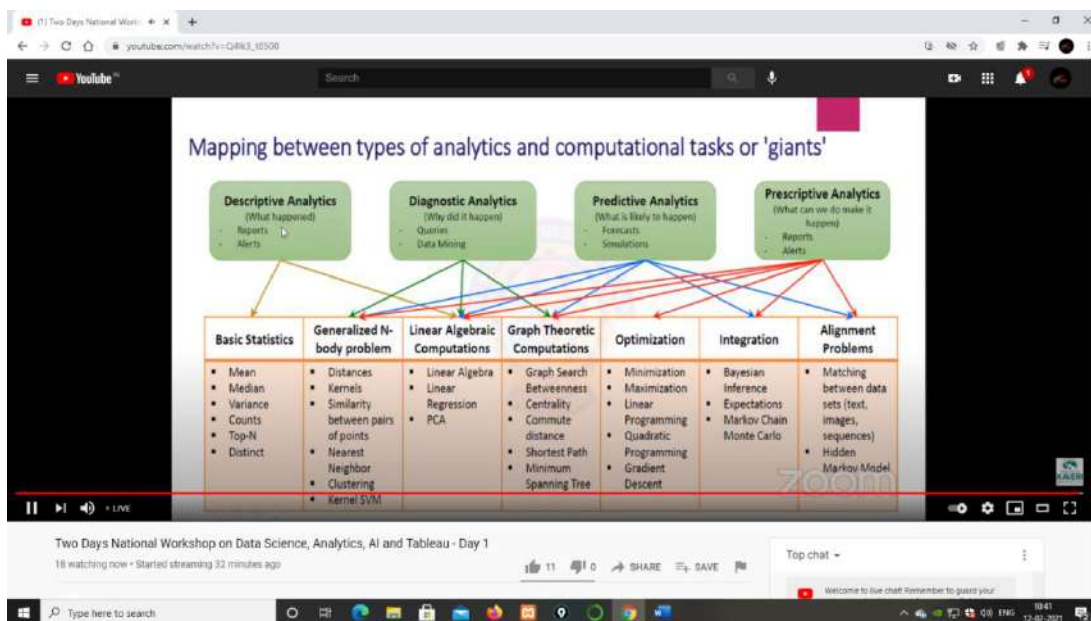 (1) Two Days National Work
youtube.com/watch?v=Q4lk3_t0500
YouTube
Search
Mapping between types of analytics and computational tasks or 'giants'
Descriptive Analytics
(What happened)
- Reports
- Alerts
Diagnostic Analytics
(Why did it happen)
- Queries
- Data Mining
Predictive Analytics
(What is likely to happen)
- Forecasts
- Simulations
Prescriptive Analytics
(What can we do make it
happen)
- Reports
- Alerts
Basic Statistics
▪ Mean
▪ Median
▪ Variance
▪ Counts
▪ Top-N
▪ Distinct
Generalized N-
body problem
▪ Distances
▪ Kernels
▪ Similarity
between pairs
of points
▪ Nearest
Neighbor
▪ Clustering
▪ Kernel SVM
Linear Algebraic
Computations
▪ Linear Algebra
▪ Linear
Regression
▪ PCA
Graph Theoretic
Computations
▪ Graph Search
Betweenness
▪ Centrality
▪ Commute
distance
▪ Shortest Path
▪ Minimum
Spanning Tree
Optimization
▪ Minimization
▪ Maximization
▪ Linear
Programming
▪ Quadratic
Programming
▪ Gradient
Descent
Integration
▪ Bayesian
Inference
▪ Expectations
▪ Markov Chain
Monte Carlo
Alignment
Problems
▪ Matching
between data
sets (text,
images,
sequences)
▪ Hidden
Markov Model
zoom
KAVERI
• LIVE
Two Days National Workshop on Data Science, Analytics, AI and Tableau - Day 1
18 watching now • Started streaming 32 minutes ago
11 0 SHARE SAVE
Top chat
Welcome to live chat! Remember to guard your
Type here to search
ENG
10:41
12-02-2021